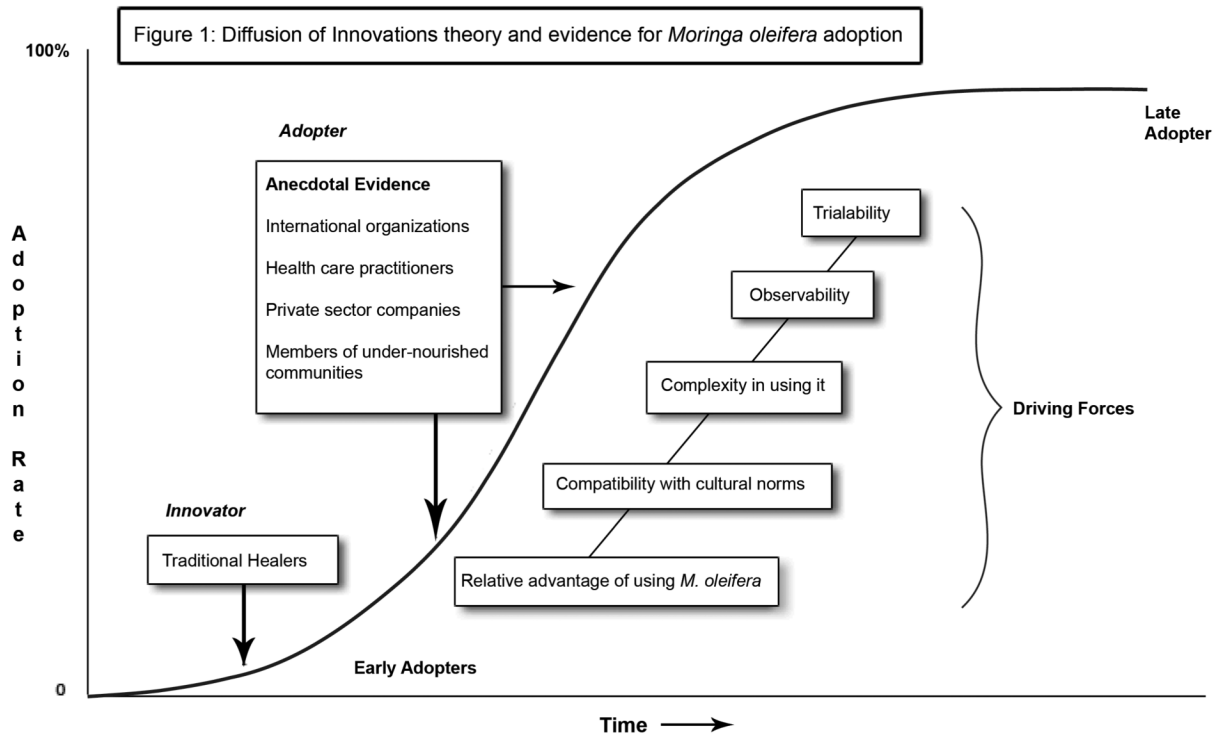 Figure 1: Diffusion of Innovations theory and evidence for Moringa oleifera adoption
100%
Adopter
Late
Adopter
Anecdotal Evidence
International organizations
Health care practitioners
Private sector companies
Members of under-nourished
communities
Trialability
Observability
Complexity in using it
Driving Forces
Compatibility with cultural norms
Adoption Rate
Innovator
Traditional Healers
Relative advantage of using M. oleifera
Early Adopters
0
Time